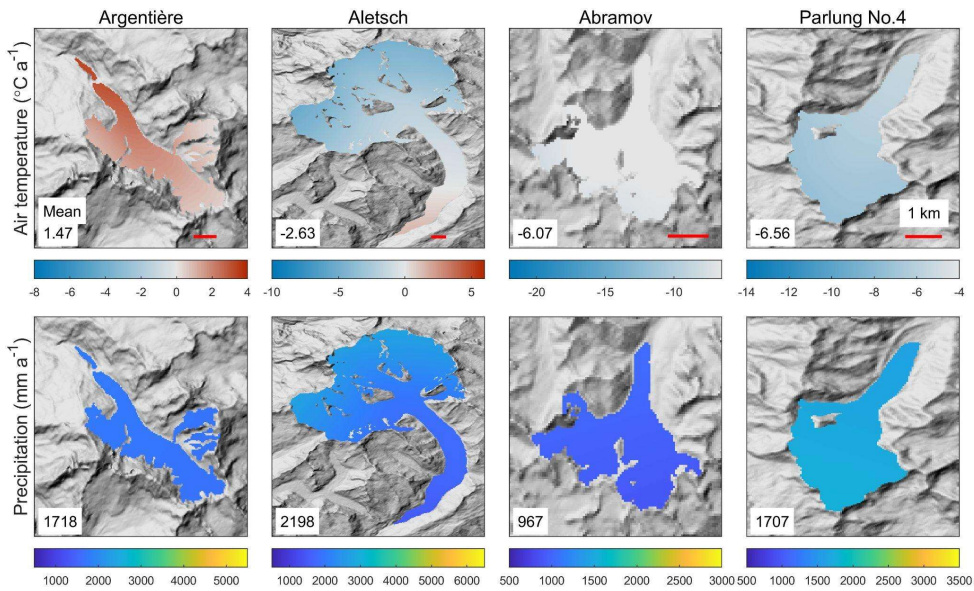 Argentière
Aletsch
Abramov
Parlung No.4
Air temperature (°C a⁻¹)
Mean
1.47
-2.63
-6.07
-6.56
1 km
-8 -6 -4 -2 0 2 4
-10 -5 0 5
-20 -15 -10
-14 -12 -10 -8 -6 -4
Precipitation (mm a⁻¹)
1718
2198
967
1707
1000 2000 3000 4000 5000
1000 2000 3000 4000 5000 6000
500 1000 1500 2000 2500 3000
500 1000 1500 2000 2500 3000 3500